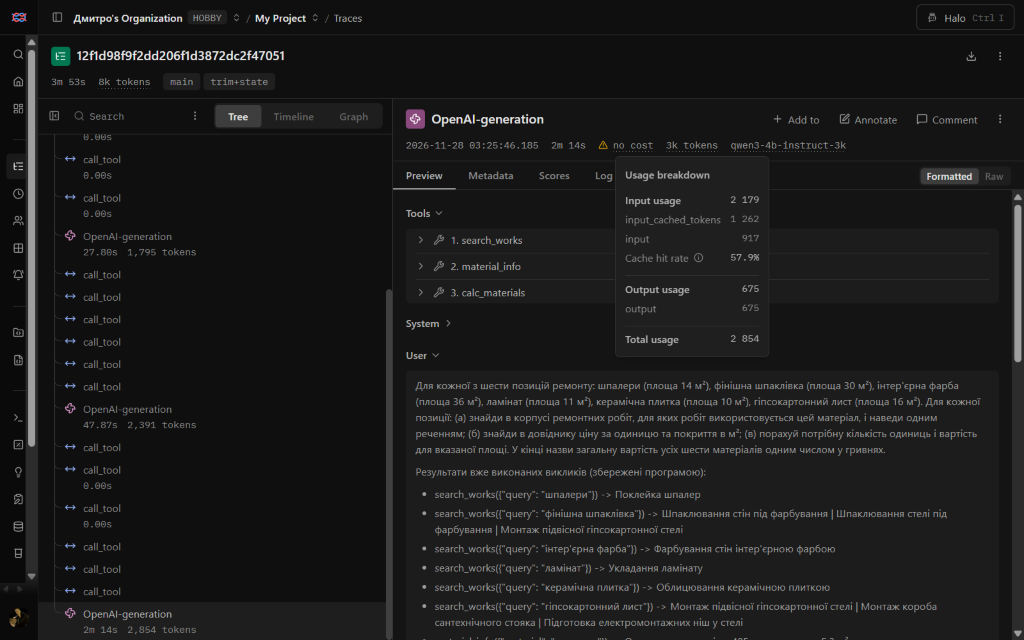 Дмитро's Organization HOBBY / My Project / Traces
Halo Ctrl I
12f1d98f9f2dd206f1d3872dc2f47051
3m 53s 8k tokens main trim+state
Search
Tree Timeline Graph
0.00s
call_tool
0.00s
call_tool
0.00s
OpenAI-generation
27.80s 1,795 tokens
call_tool
call_tool
call_tool
call_tool
call_tool
call_tool
OpenAI-generation
47.87s 2,391 tokens
call_tool
call_tool
0.00s
call_tool
0.00s
call_tool
call_tool
call_tool
OpenAI-generation
2m 14s 2,854 tokens
OpenAI-generation
Add to Annotate Comment
2026-11-28 03:25:46.185 2m 14s no cost 3k tokens qwen3-4b-instruct-3k
Preview Metadata Scores Log
Formatted Raw
Usage breakdown
Input usage 2 179
input_cached_tokens 1 262
input 917
Cache hit rate 57.9%
Output usage 675
output 675
Total usage 2 854
Tools
1. search_works
2. material_info
3. calc_materials
System
User
Для кожної з шести позицій ремонту: шпалери (площа 14 м²), фінішна шпаклівка (площа 30 м²), інтер'єрна фарба
(площа 36 м²), ламінат (площа 11 м²), керамічна плитка (площа 10 м²), гіпсокартонний лист (площа 16 м²). Для кожної
позиції: (а) знайди в корпусі ремонтних робіт, для яких робіт використовується цей матеріал, і наведи одним
реченням; (б) знайди в довіднику ціну за одиницю та покриття в м²; (в) порахуй потрібну кількість одиниць і вартість
для вказаної площі. У кінці назви загальну вартість усіх шести матеріалів одним числом у гривнях.
Результати вже виконаних викликів (збережені програмою):
search_works({"query": "шпалери"}) -> Поклейка шпалер
search_works({"query": "фінішна шпаклівка"}) -> Шпаклювання стін під фарбування | Шпаклювання стелі під
фарбування | Монтаж підвісної гіпсокартонної стелі
search_works({"query": "інтер'єрна фарба"}) -> Фарбування стін інтер'єрною фарбою
search_works({"query": "ламінат"}) -> Укладання ламінату
search_works({"query": "керамічна плитка"}) -> Облицювання керамічною плиткою
search_works({"query": "гіпсокартонний лист"}) -> Монтаж підвісної гіпсокартонної стелі | Монтаж короба
сантехнічного стояка | Підготовка електромонтажних ніш у стелі